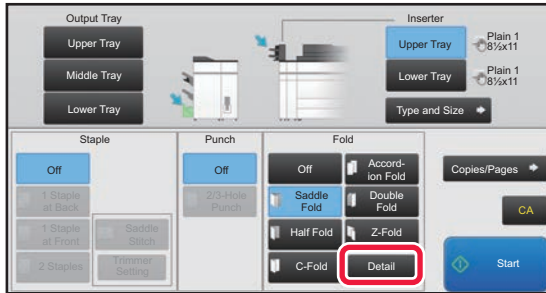 Output Tray
Inserter
Upper Tray
Upper Tray
Plain 1
8½x11
Middle Tray
Lower Tray
Plain 1
8½x11
Lower Tray
Type and Size
Staple
Punch
Fold
Off
Off
Off
Accord-
ion Fold
Copies/Pages
1 Staple
at Back
2/3-Hole
Punch
Saddle
Fold
Double
Fold
CA
1 Staple
at Front
Saddle
Stitch
Half Fold
Z-Fold
2 Staples
Trimmer
Setting
C-Fold
Detail
Start